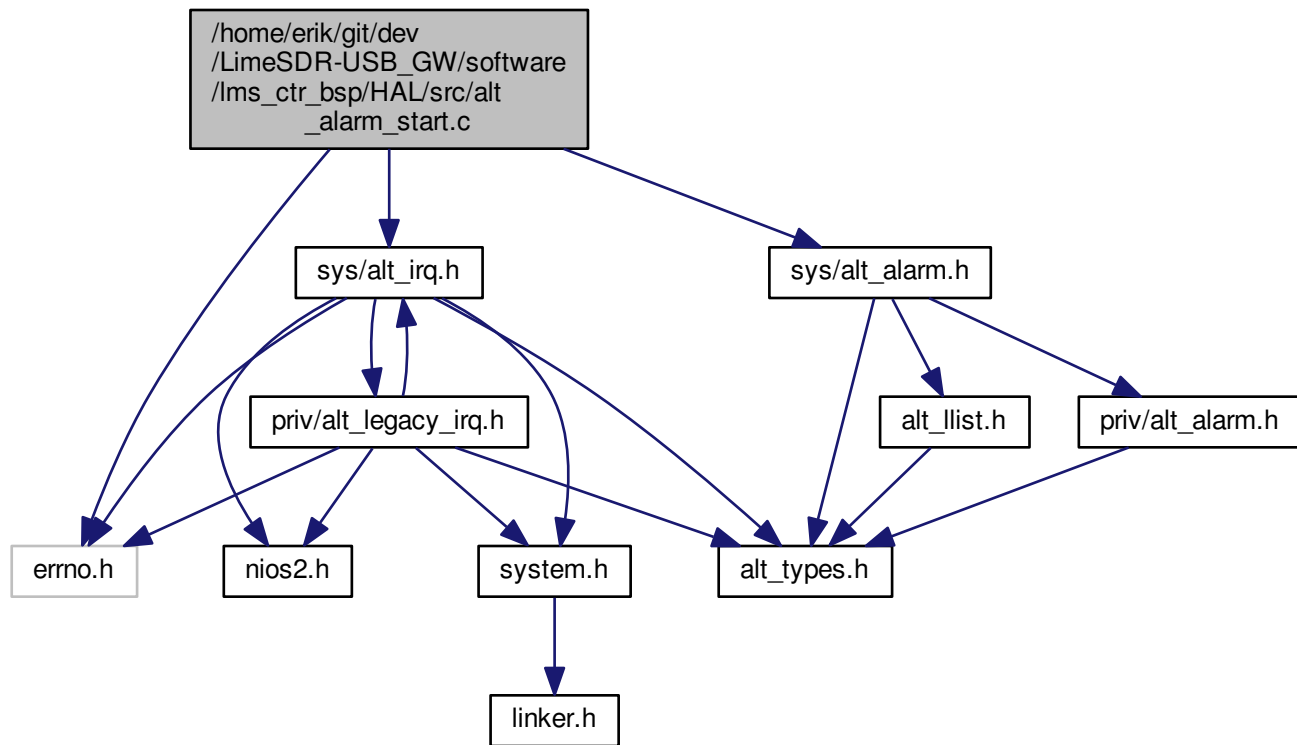 /home/erik/git/dev
/LimeSDR-USB_GW/software
/lms_ctr_bsp/HAL/src/alt
_alarm_start.c
sys/alt_irq.h
sys/alt_alarm.h
priv/alt_legacy_irq.h
alt_llist.h
priv/alt_alarm.h
errno.h
nios2.h
system.h
alt_types.h
linker.h